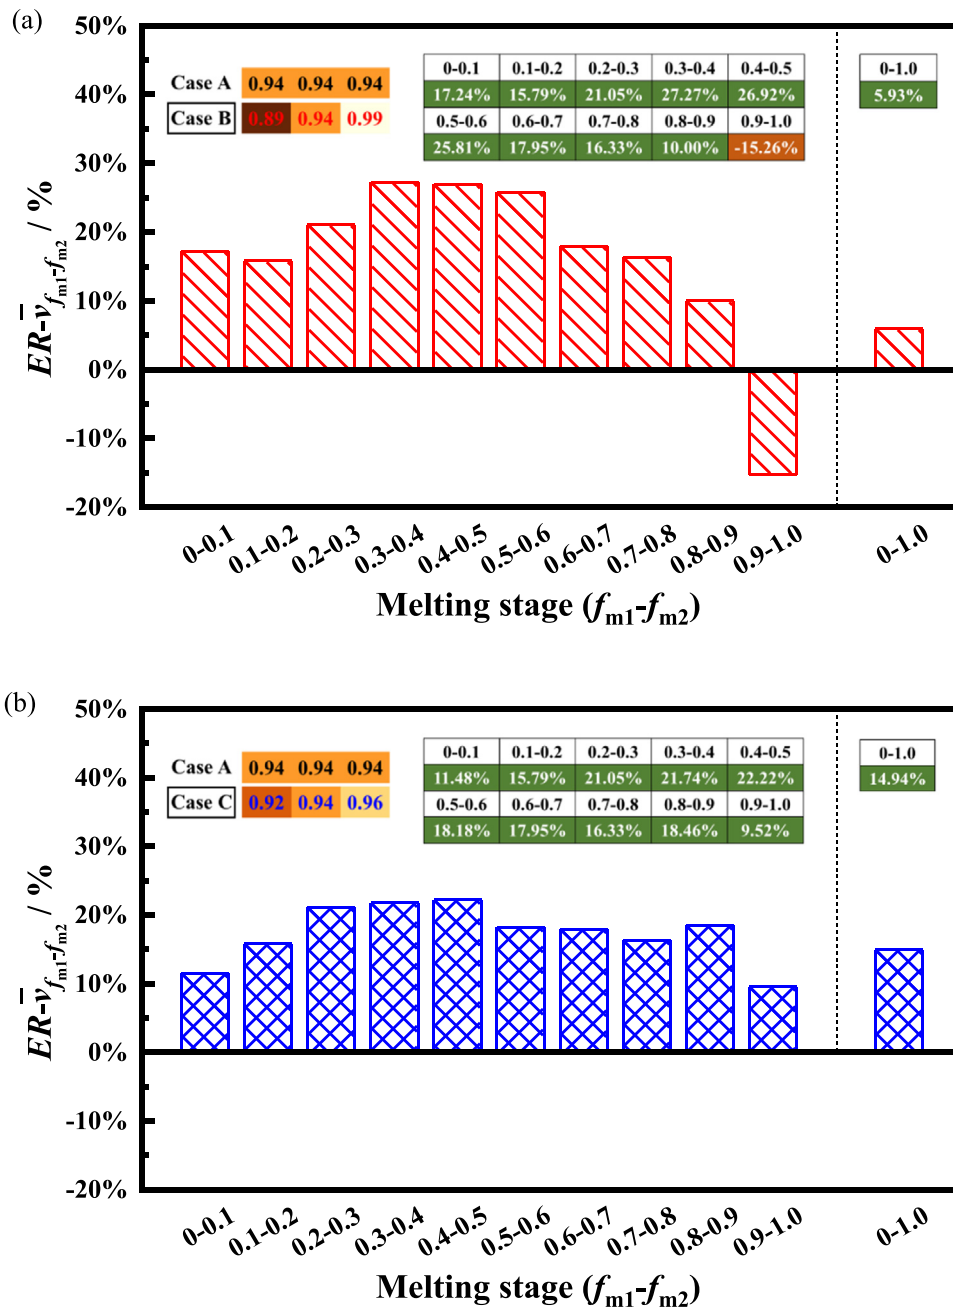 (a)
50%
40%
30%
20%
10%
0%
-10%
-20%
ER-v̅fm1-fm2 / %
Case A 0.94 0.94 0.94
Case B 0.89 0.94 0.99
0-0.1 0.1-0.2 0.2-0.3 0.3-0.4 0.4-0.5
17.24% 15.79% 21.05% 27.27% 26.92%
0.5-0.6 0.6-0.7 0.7-0.8 0.8-0.9 0.9-1.0
25.81% 17.95% 16.33% 10.00% -15.26%
0-1.0
5.93%
0-0.1 0.1-0.2 0.2-0.3 0.3-0.4 0.4-0.5 0.5-0.6 0.6-0.7 0.7-0.8 0.8-0.9 0.9-1.0 0-1.0
Melting stage (fm1-fm2)
(b)
50%
40%
30%
20%
10%
0%
-10%
-20%
ER-v̅fm1-fm2 / %
Case A 0.94 0.94 0.94
Case C 0.92 0.94 0.96
0-0.1 0.1-0.2 0.2-0.3 0.3-0.4 0.4-0.5
11.48% 15.79% 21.05% 21.74% 22.22%
0.5-0.6 0.6-0.7 0.7-0.8 0.8-0.9 0.9-1.0
18.18% 17.95% 16.33% 18.46% 9.52%
0-1.0
14.94%
0-0.1 0.1-0.2 0.2-0.3 0.3-0.4 0.4-0.5 0.5-0.6 0.6-0.7 0.7-0.8 0.8-0.9 0.9-1.0 0-1.0
Melting stage (fm1-fm2)